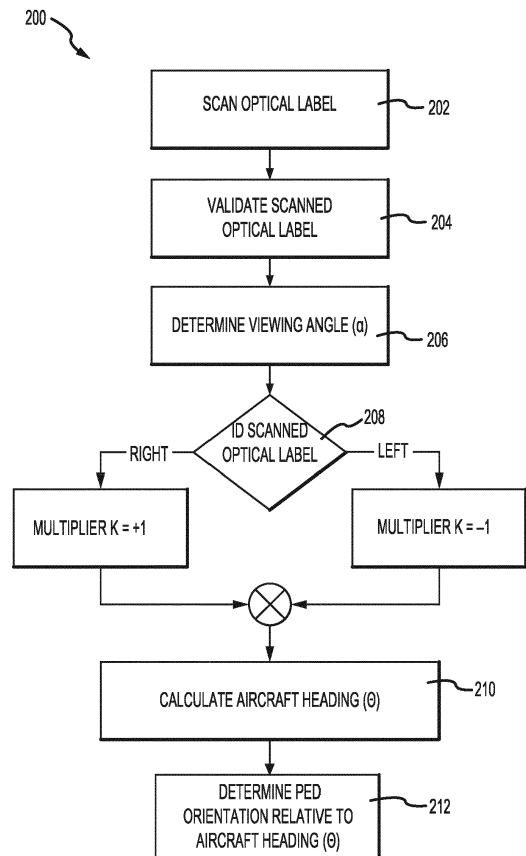 200
SCAN OPTICAL LABEL
202
VALIDATE SCANNED
OPTICAL LABEL
204
DETERMINE VIEWING ANGLE (α)
206
208
ID SCANNED
OPTICAL LABEL
RIGHT
LEFT
MULTIPLIER K = +1
MULTIPLIER K = –1
CALCULATE AIRCRAFT HEADING (Θ)
210
DETERMINE PED
ORIENTATION RELATIVE TO
AIRCRAFT HEADING (Θ)
212